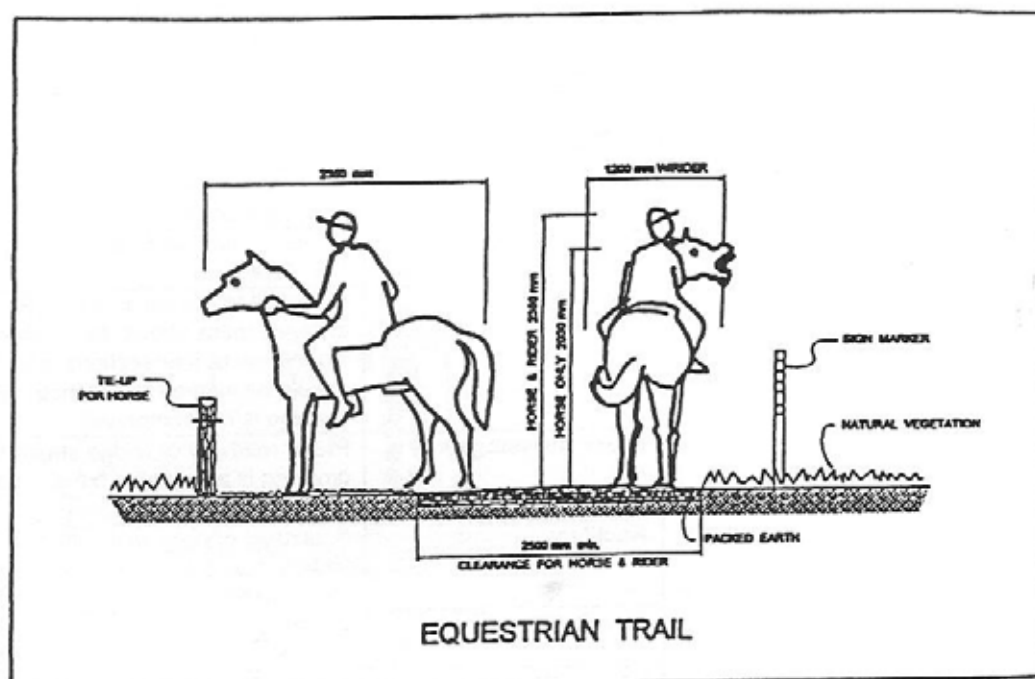 mm
1200 mm W/RIDER
HORSE & RIDER mm
HORSE ONLY 2000 mm
TIE-UP
FOR HORSE
SIGN MARKER
NATURAL VEGETATION
PACKED EARTH
2500 mm min.
CLEARANCE FOR HORSE & RIDER
EQUESTRIAN TRAIL